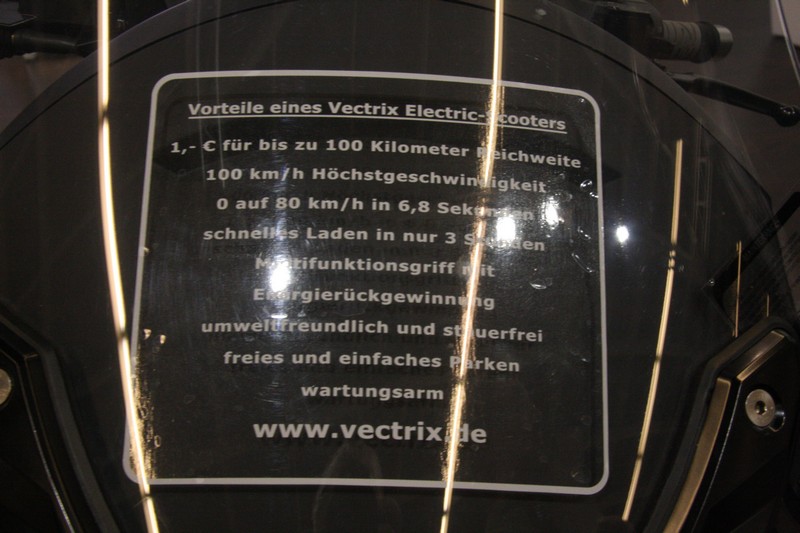 Vorteile eines Vectrix Electric-Scooters
1,- € für bis zu 100 Kilometer Reichweite
100 km/h Höchstgeschwindigkeit
0 auf 80 km/h in 6,8 Sekunden
schnelles Laden in nur 3 Stunden
Multifunktionsgriff mit
Energierückgewinnung
umweltfreundlich und steuerfrei
freies und einfaches Parken
wartungsarm
www.vectrix.de